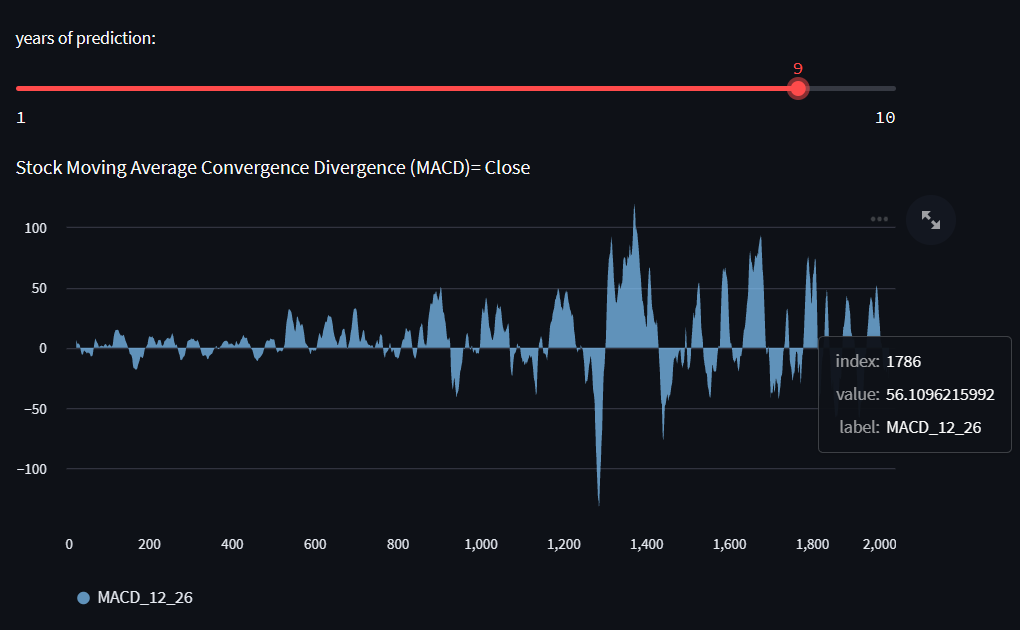 years of prediction:
9
1 10
Stock Moving Average Convergence Divergence (MACD)= Close
100
50
0
−50
−100
index: 1786
value: 56.1096215992
label: MACD_12_26
0 200 400 600 800 1,000 1,200 1,400 1,600 1,800 2,000
MACD_12_26